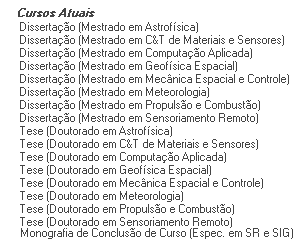 Cursos Atuais
Dissertação (Mestrado em Astrofísica)
Dissertação (Mestrado em C&T de Materiais e Sensores)
Dissertação (Mestrado em Computação Aplicada)
Dissertação (Mestrado em Geofísica Espacial)
Dissertação (Mestrado em Mecânica Espacial e Controle)
Dissertação (Mestrado em Meteorologia)
Dissertação (Mestrado em Propulsão e Combustão)
Dissertação (Mestrado em Sensoriamento Remoto)
Tese (Doutorado em Astrofísica)
Tese (Doutorado em C&T de Materiais e Sensores)
Tese (Doutorado em Computação Aplicada)
Tese (Doutorado em Geofísica Espacial)
Tese (Doutorado em Mecânica Espacial e Controle)
Tese (Doutorado em Meteorologia)
Tese (Doutorado em Propulsão e Combustão)
Tese (Doutorado em Sensoriamento Remoto)
Monografia de Conclusão de Curso (Espec. em SR e SIG)